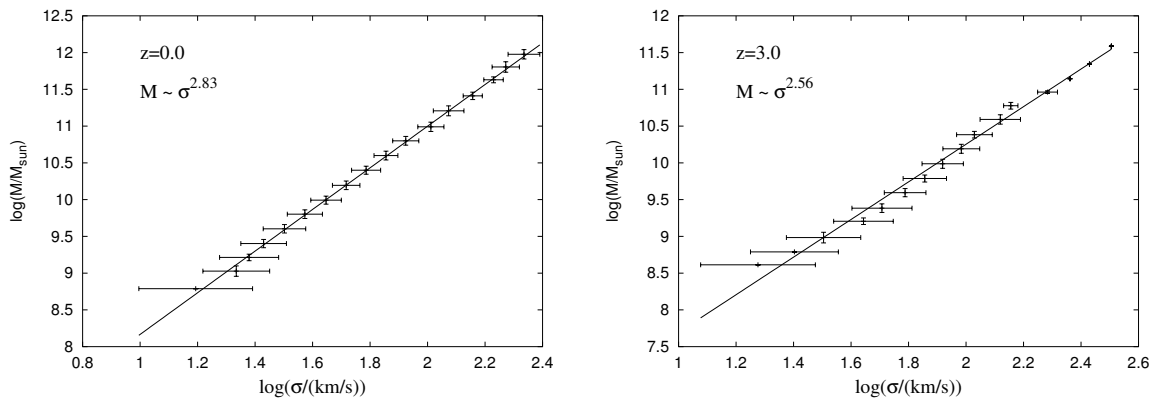 12.5
12
11.5
11
10.5
10
9.5
9
8.5
8
0.8 1 1.2 1.4 1.6 1.8 2 2.2 2.4
log(M/M_sun)
log(σ/(km/s))
z=0.0
M ~ σ^2.83
12
11.5
11
10.5
10
9.5
9
8.5
8
7.5
1 1.2 1.4 1.6 1.8 2 2.2 2.4 2.6
log(M/M_sun)
log(σ/(km/s))
z=3.0
M ~ σ^2.56